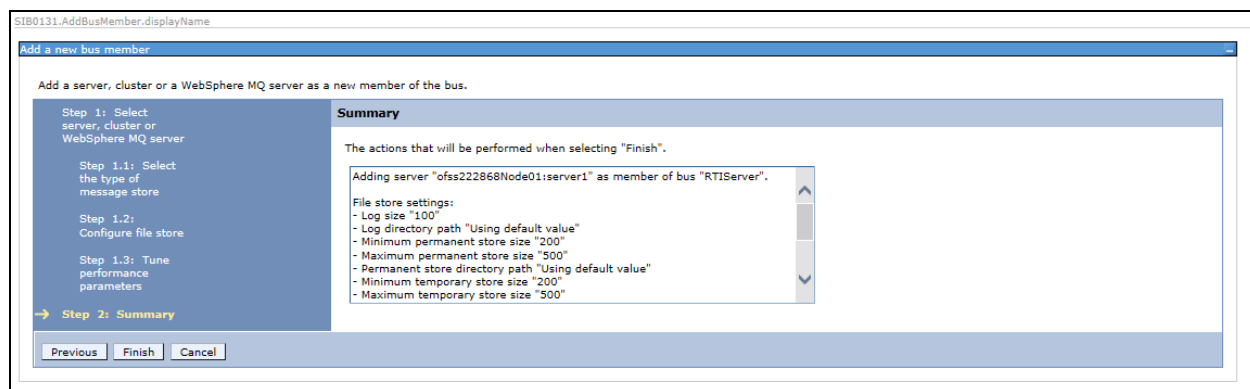 SIB0131.AddBusMember.displayName
Add a new bus member
Add a server, cluster or a WebSphere MQ server as a new member of the bus.
Step 1: Select
server, cluster or
WebSphere MQ server
Step 1.1: Select
the type of
message store
Step 1.2:
Configure file store
Step 1.3: Tune
performance
parameters
Step 2: Summary
Summary
The actions that will be performed when selecting "Finish".
Adding server "ofss222868Node01:server1" as member of bus "RTIServer".
File store settings:
- Log size "100"
- Log directory path "Using default value"
- Minimum permanent store size "200"
- Maximum permanent store size "500"
- Permanent store directory path "Using default value"
- Minimum temporary store size "200"
- Maximum temporary store size "500"
Previous Finish Cancel